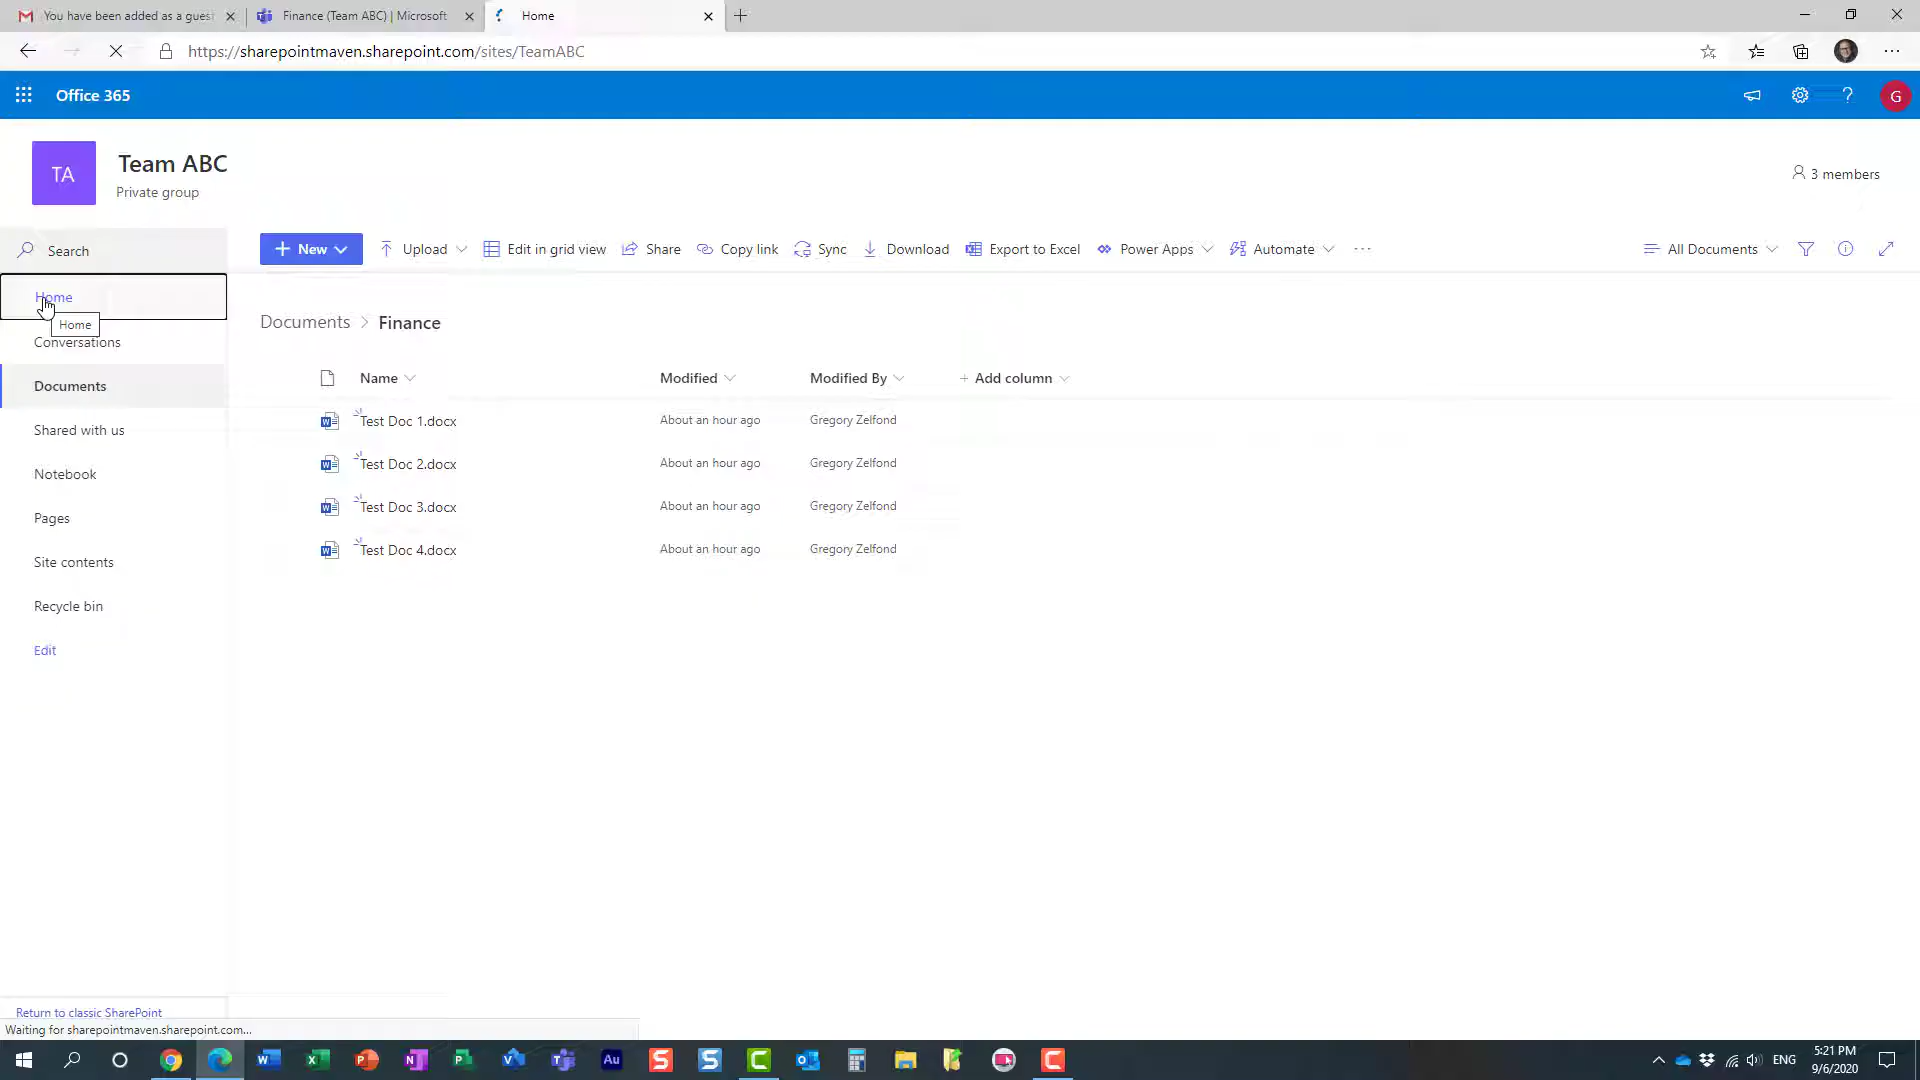 You have been added as a guest
Finance (Team ABC) | Microsoft
Home
https://sharepointmaven.sharepoint.com/sites/TeamABC
Office 365
?
G
TA
Team ABC
Private group
3 members
Search
New
Upload
Edit in grid view
Share
Copy link
Sync
Download
Export to Excel
Power Apps
Automate
All Documents
Home
Home
Conversations
Documents
Shared with us
Notebook
Pages
Site contents
Recycle bin
Edit
Documents > Finance
Name
Modified
Modified By
Add column
Test Doc 1.docx
About an hour ago
Gregory Zelfond
Test Doc 2.docx
About an hour ago
Gregory Zelfond
Test Doc 3.docx
About an hour ago
Gregory Zelfond
Test Doc 4.docx
About an hour ago
Gregory Zelfond
Return to classic SharePoint
Waiting for sharepointmaven.sharepoint.com...
Au
ENG
5:21 PM
9/6/2020